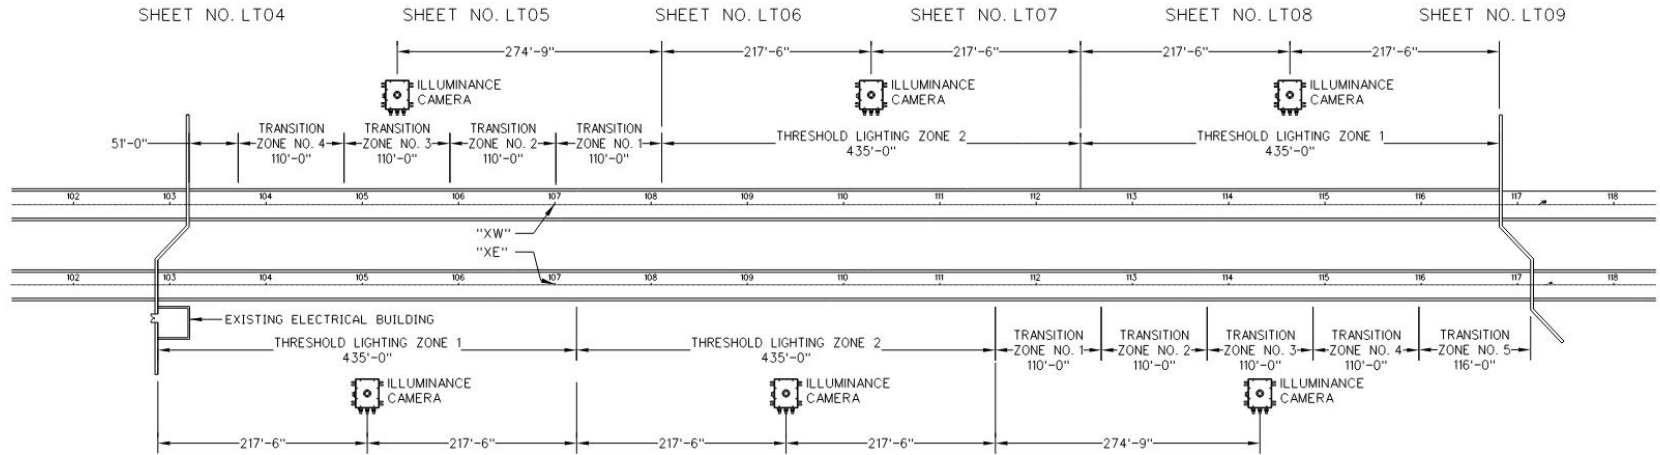 SHEET NO. LT04 SHEET NO. LT05 SHEET NO. LT06 SHEET NO. LT07 SHEET NO. LT08 SHEET NO. LT09
274'-9" 217'-6" 217'-6" 217'-6" 217'-6"
ILLUMINANCE CAMERA
ILLUMINANCE CAMERA
ILLUMINANCE CAMERA
51'-0"
TRANSITION
ZONE NO. 4
110'-0"
TRANSITION
ZONE NO. 3
110'-0"
TRANSITION
ZONE NO. 2
110'-0"
TRANSITION
ZONE NO. 1
110'-0"
THRESHOLD LIGHTING ZONE 2
435'-0"
THRESHOLD LIGHTING ZONE 1
435'-0"
102 103 104 105 106 107 108 109 110 111 112 113 114 115 116 117 118
"XW"
"XE"
102 103 104 105 106 107 108 109 110 111 112 113 114 115 116 117 118
EXISTING ELECTRICAL BUILDING
THRESHOLD LIGHTING ZONE 1
435'-0"
THRESHOLD LIGHTING ZONE 2
435'-0"
TRANSITION
ZONE NO. 1
110'-0"
TRANSITION
ZONE NO. 2
110'-0"
TRANSITION
ZONE NO. 3
110'-0"
TRANSITION
ZONE NO. 4
110'-0"
TRANSITION
ZONE NO. 5
116'-0"
ILLUMINANCE
CAMERA
ILLUMINANCE
CAMERA
ILLUMINANCE
CAMERA
217'-6" 217'-6" 217'-6" 217'-6" 274'-9"